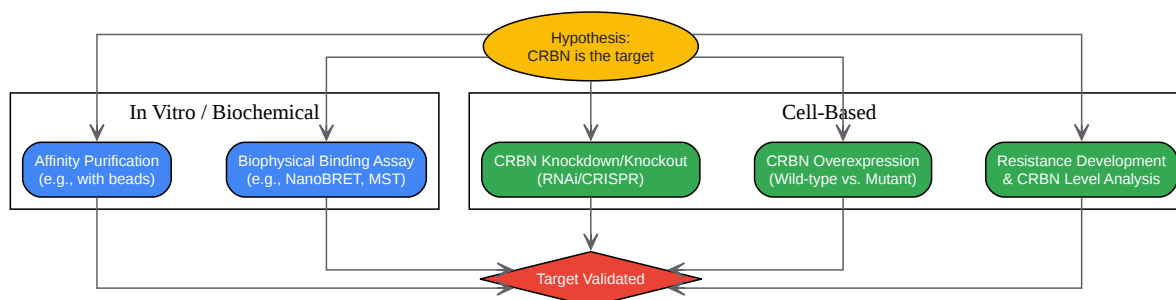 Hypothesis:
CRBN is the target
In Vitro / Biochemical
Cell-Based
Affinity Purification
(e.g., with beads)
Biophysical Binding Assay
(e.g., NanoBRET, MST)
CRBN Knockdown/Knockout
(RNAi/CRISPR)
CRBN Overexpression
(Wild-type vs. Mutant)
Resistance Development
& CRBN Level Analysis
Target Validated